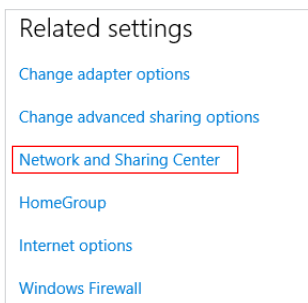 Related settings
Change adapter options
Change advanced sharing options
Network and Sharing Center
HomeGroup
Internet options
Windows Firewall